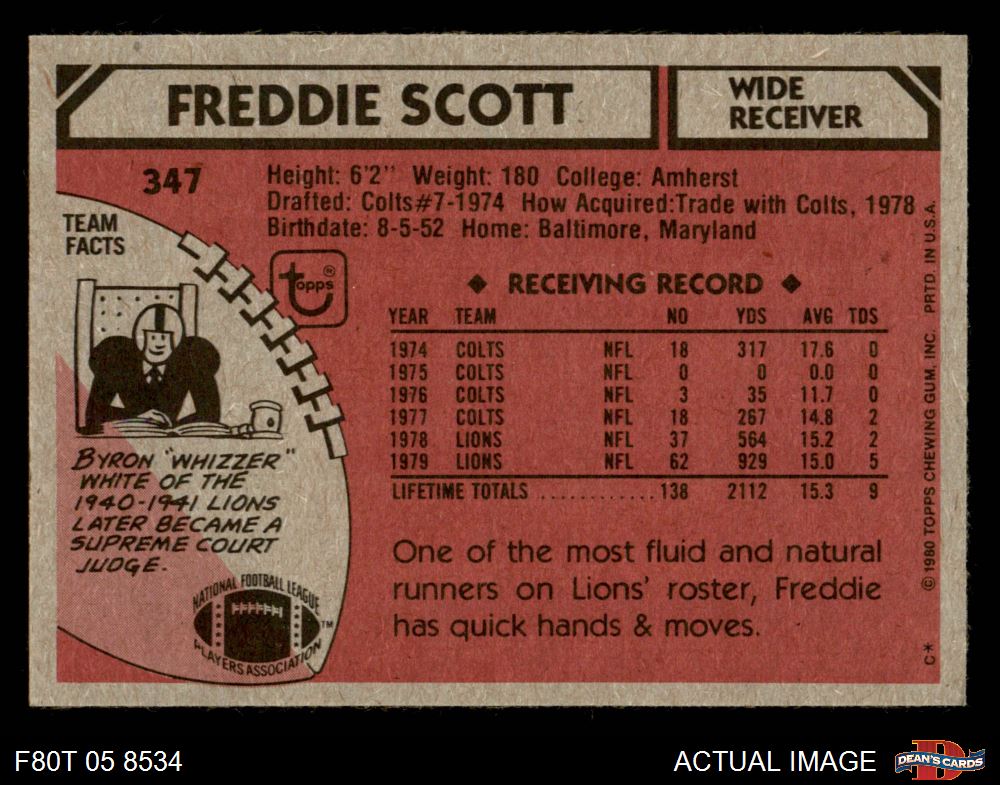 FREDDIE SCOTT
WIDE
RECEIVER
347
Height: 6'2" Weight: 180 College: Amherst
Drafted: Colts#7-1974 How Acquired:Trade with Colts, 1978
Birthdate: 8-5-52 Home: Baltimore, Maryland
TEAM
FACTS
topps®
◆ RECEIVING RECORD ◆
YEAR TEAM NO YDS AVG TDS
1974 COLTS NFL 18 317 17.6 0
1975 COLTS NFL 0 0 0.0 0
1976 COLTS NFL 3 35 11.7 0
1977 COLTS NFL 18 267 14.8 2
1978 LIONS NFL 37 564 15.2 2
1979 LIONS NFL 62 929 15.0 5
LIFETIME TOTALS ............138 2112 15.3 9
BYRON "WHIZZER"
WHITE OF THE
1940-1941 LIONS
LATER BECAME A
SUPREME COURT
JUDGE.
NATIONAL FOOTBALL LEAGUE
PLAYERS ASSOCIATION
TM
One of the most fluid and natural
runners on Lions' roster, Freddie
has quick hands & moves.
C* © 1980 TOPPS CHEWING GUM, INC. PRTD. IN U.S.A.
F80T 05 8534
ACTUAL IMAGE
D
DEAN'S CARDS